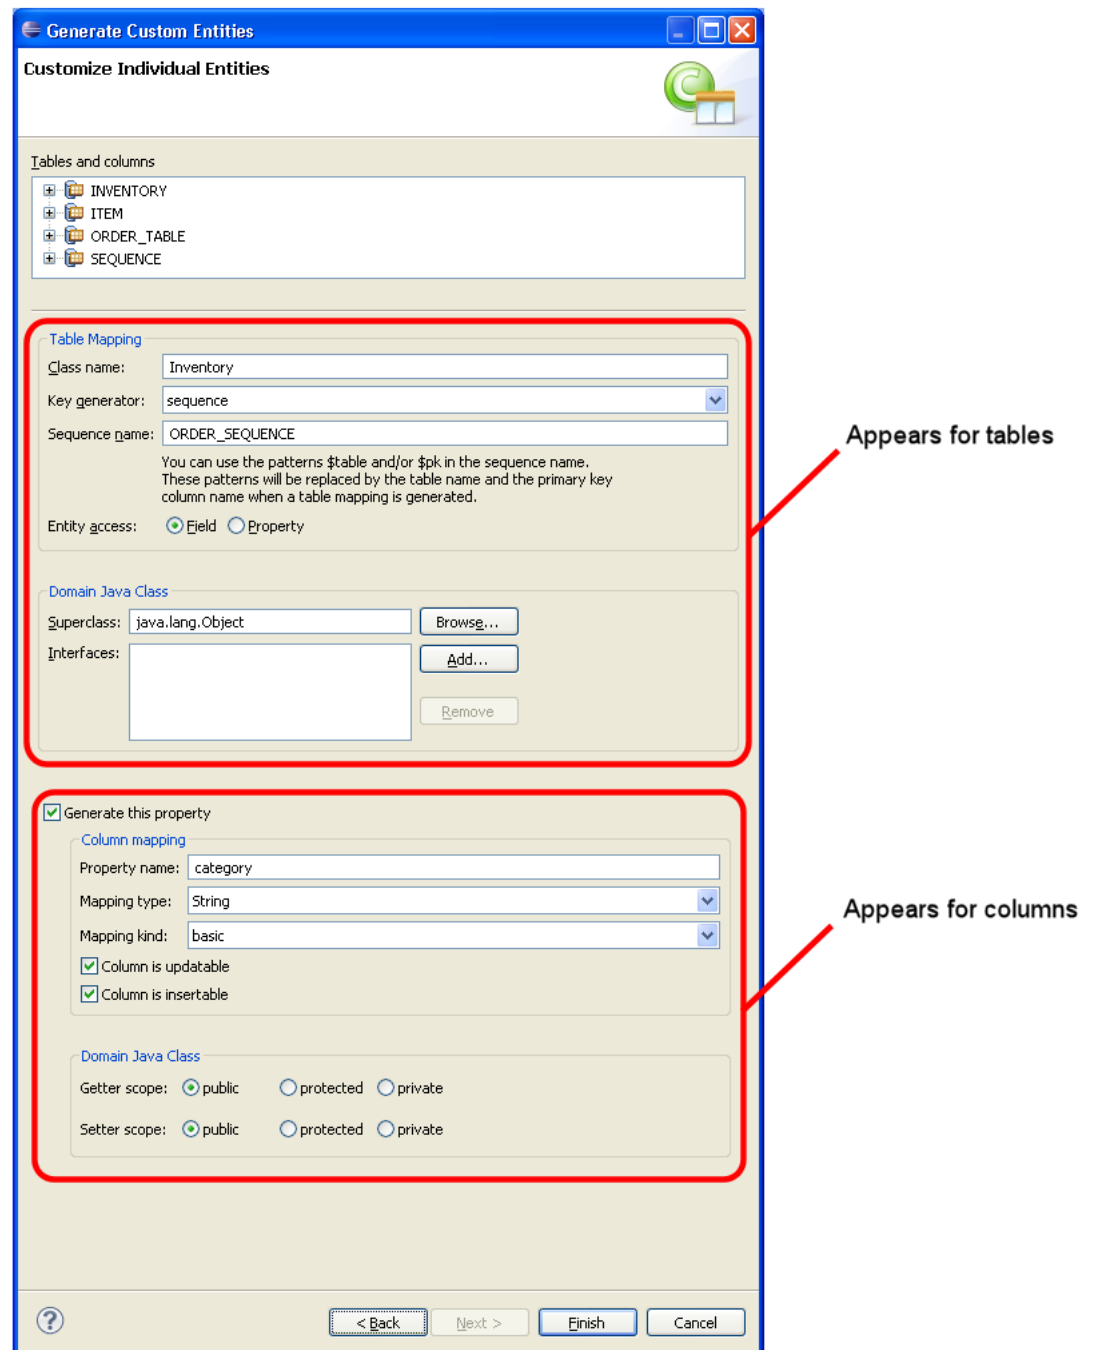 Generate Custom Entities
Customize Individual Entities
Tables and columns
INVENTORY
ITEM
ORDER_TABLE
SEQUENCE
Table Mapping
Class name: Inventory
Key generator: sequence
Sequence name: ORDER_SEQUENCE
You can use the patterns $table and/or $pk in the sequence name.
These patterns will be replaced by the table name and the primary key
column name when a table mapping is generated.
Entity access: Field Property
Appears for tables
Domain Java Class
Superclass: java.lang.Object Browse...
Interfaces: Add...
Remove
Generate this property
Column mapping
Property name: category
Mapping type: String
Mapping kind: basic
Column is updatable
Column is insertable
Appears for columns
Domain Java Class
Getter scope: public protected private
Setter scope: public protected private
< Back Next > Finish Cancel